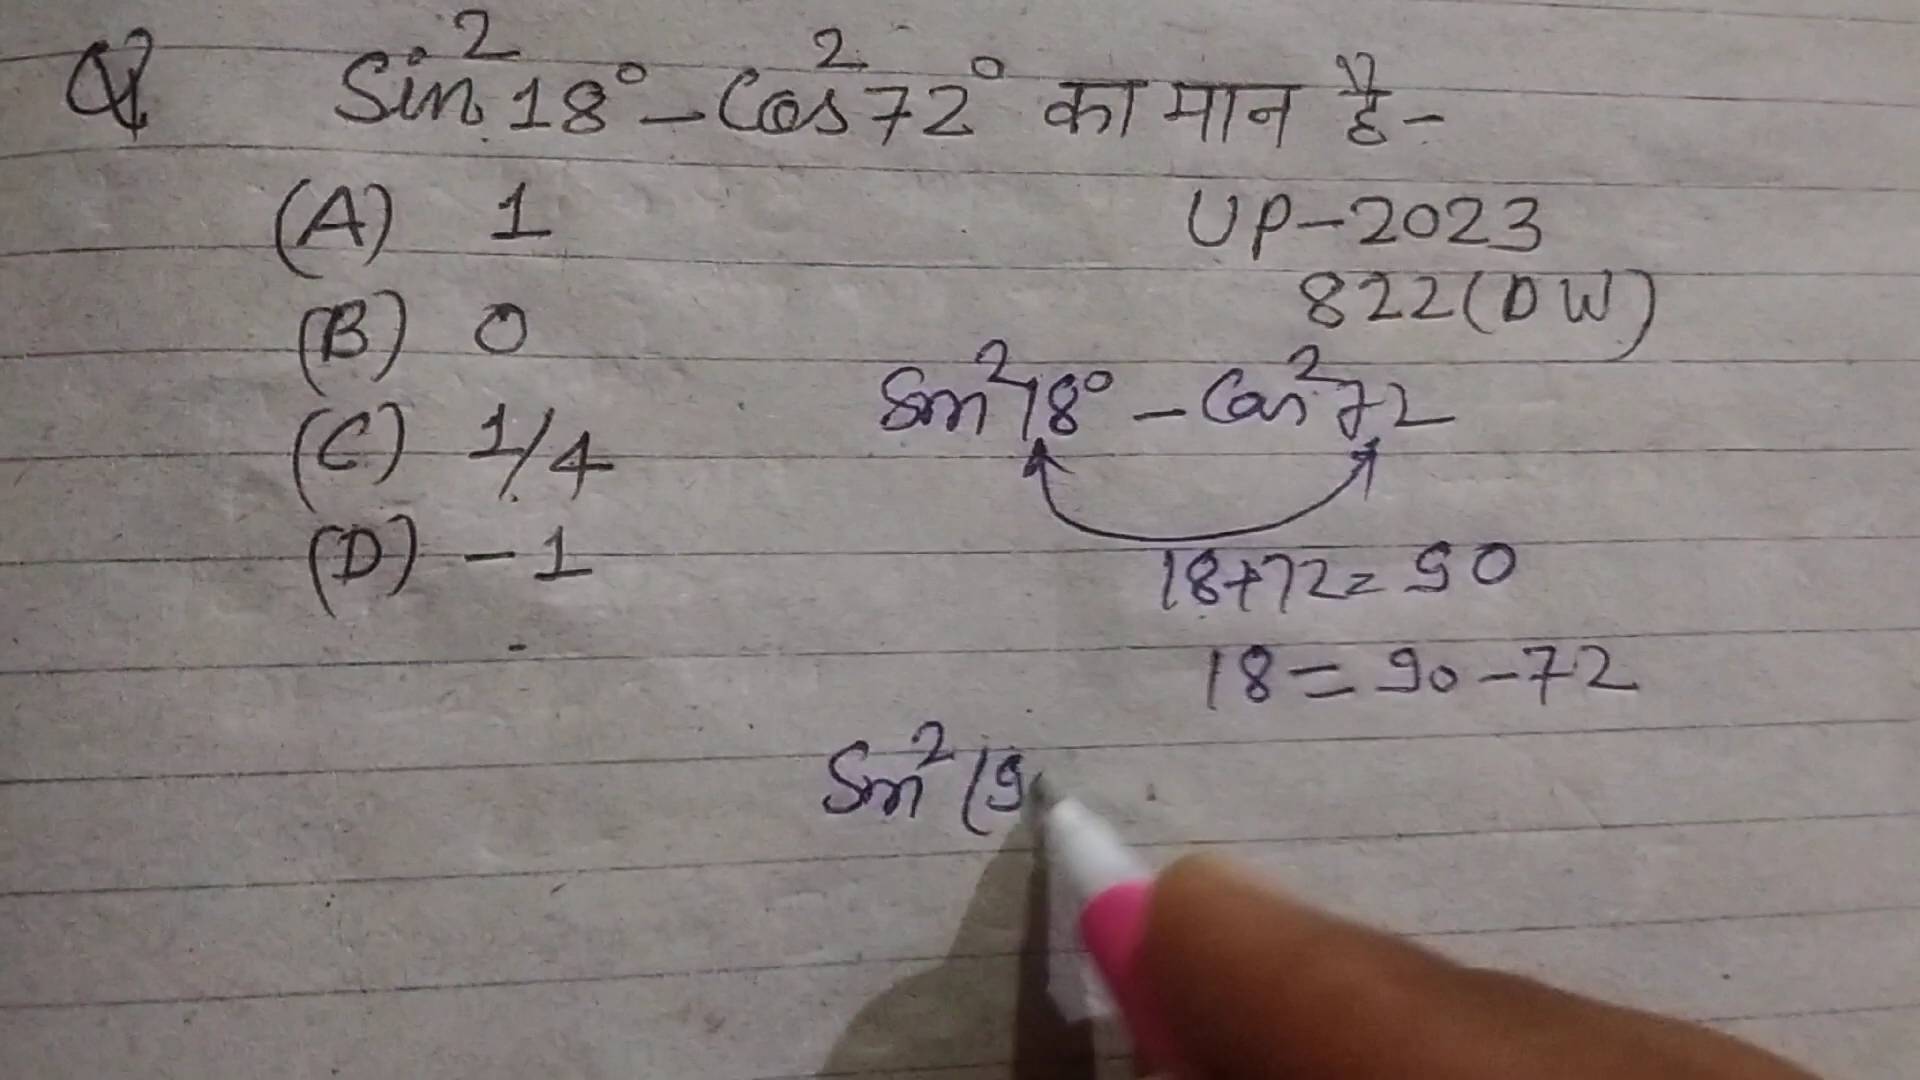 Q Sin²18° - Cos²72° का मान है -
(A) 1
UP-2023
822(DW)
(B) 0
(C) 1/4
(D) -1
Sin²18° - Cos²72
18+72=90
18=90-72
Sin²(9